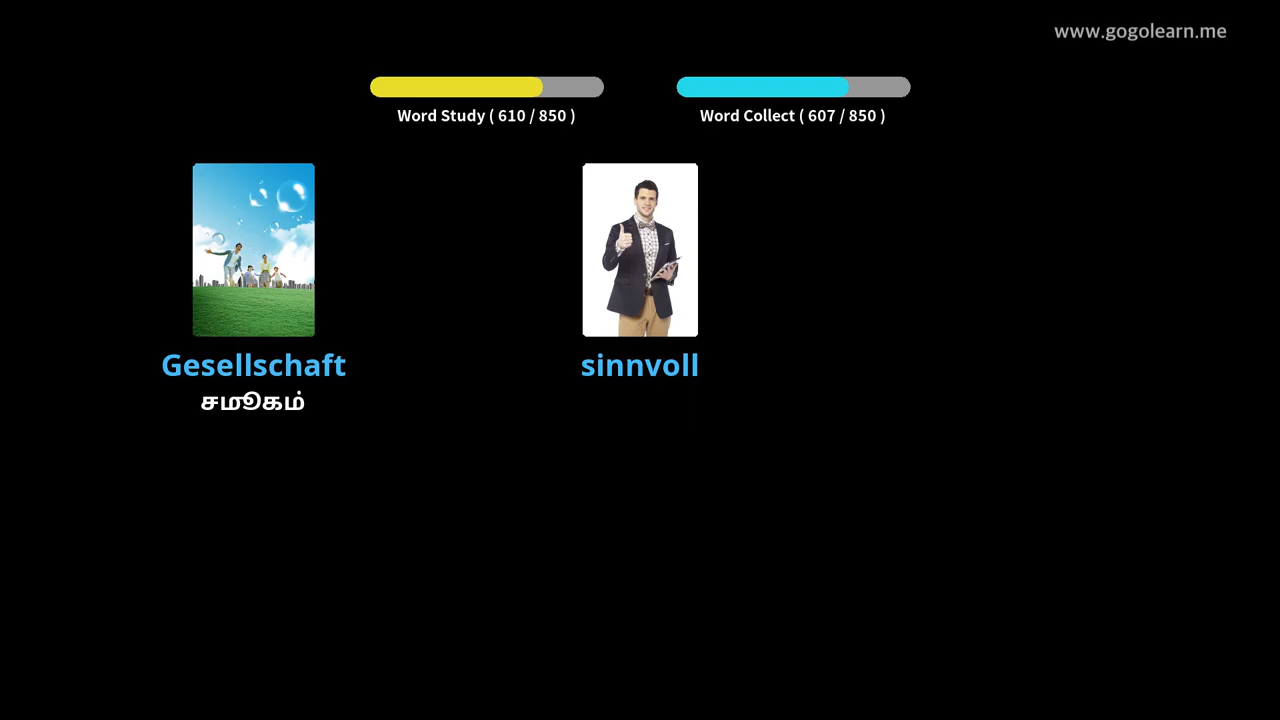 www.gogolearn.me
Word Study ( 610 / 850 )
Word Collect ( 607 / 850 )
Gesellschaft
சமூகம்
sinnvoll